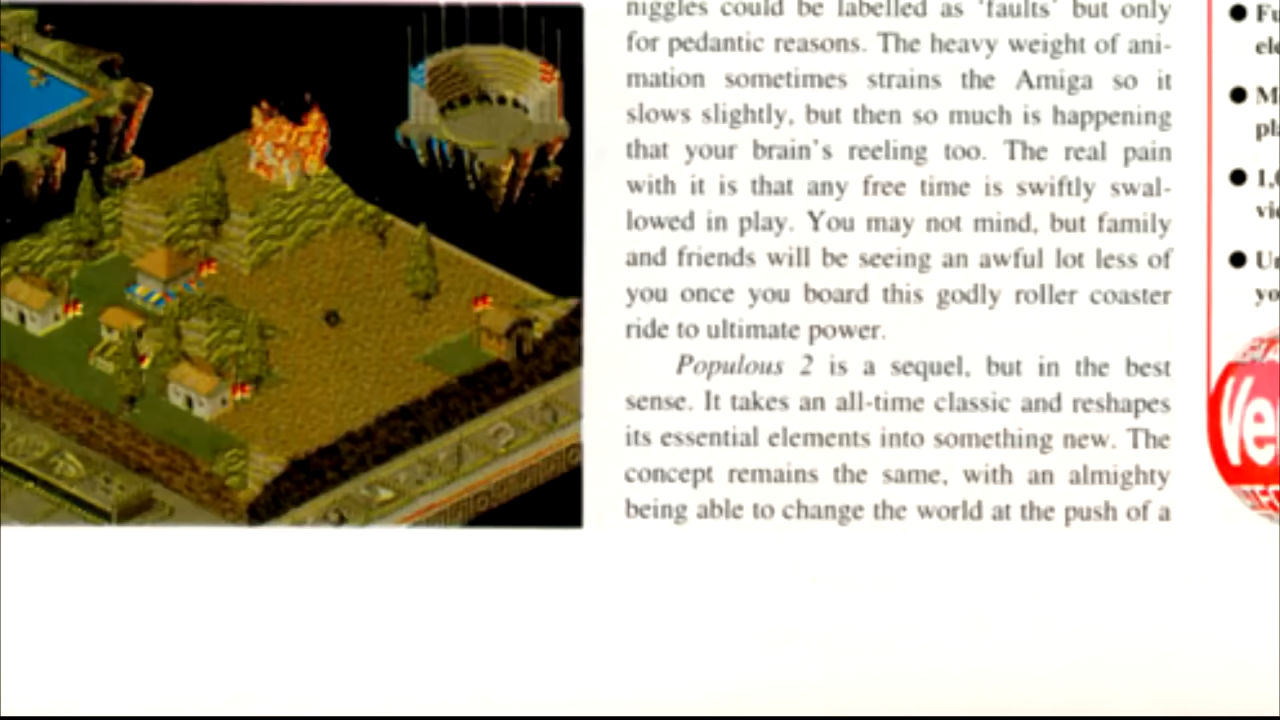 niggles could be labelled as 'faults' but only
for pedantic reasons. The heavy weight of ani-
mation sometimes strains the Amiga so it
slows slightly, but then so much is happening
that your brain's reeling too. The real pain
with it is that any free time is swiftly swal-
lowed in play. You may not mind, but family
and friends will be seeing an awful lot less of
you once you board this godly roller coaster
ride to ultimate power.
Populous 2 is a sequel, but in the best
sense. It takes an all-time classic and reshapes
its essential elements into something new. The
concept remains the same, with an almighty
being able to change the world at the push of a